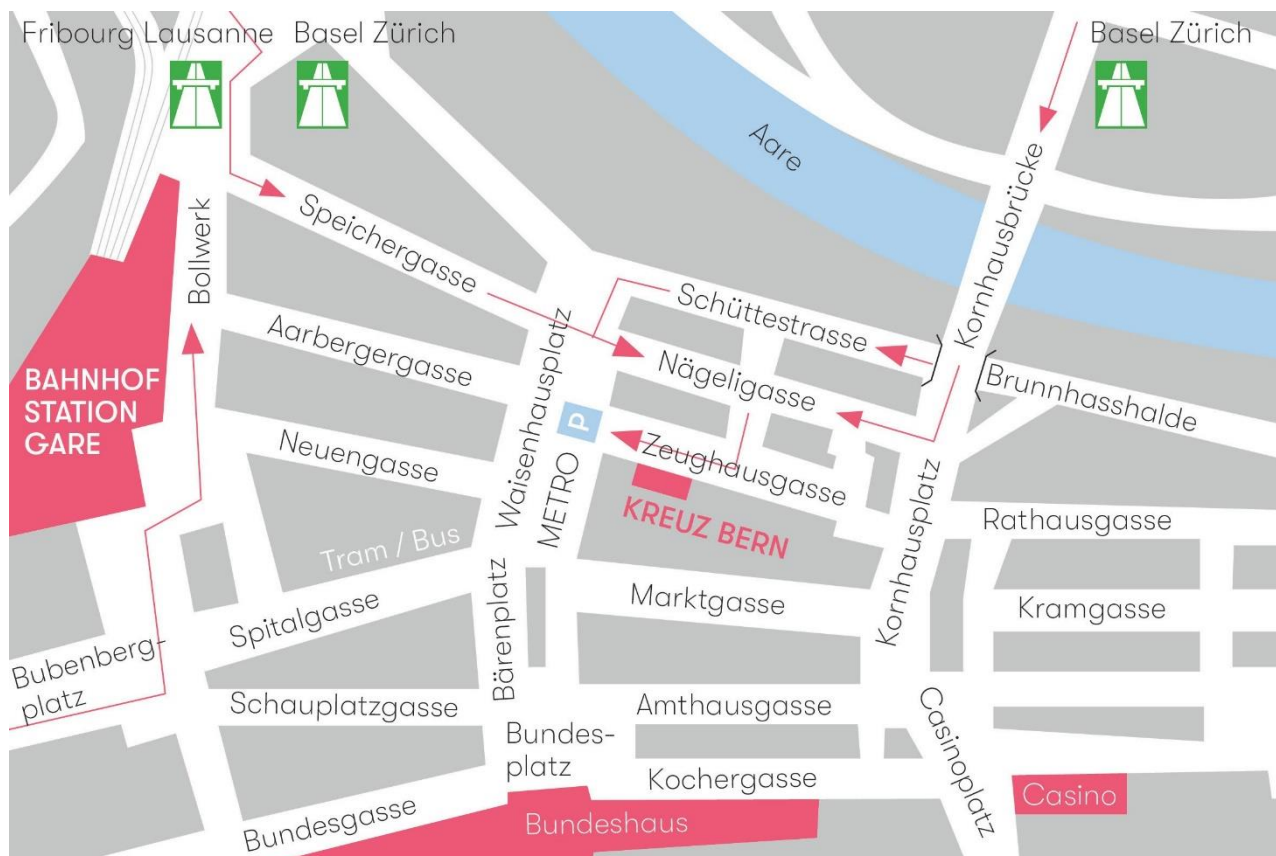 Fribourg Lausanne
Basel Zürich
Basel Zürich
Aare
Kornhausbrücke
Speichergasse
Bollwerk
Schüttestrasse
Aarbergergasse
Waisenhausplatz
Nägeligasse
Brunnhasshalde
BAHNHOF
STATION
GARE
P
Neuengasse
METRO
Zeughausgasse
Kornhausplatz
KREUZ BERN
Rathausgasse
Tram / Bus
Spitalgasse
Bärenplatz
Marktgasse
Kramgasse
Bubenberg-
platz
Schauplatzgasse
Amthausgasse
Bundes-
platz
Casinoplatz
Kochergasse
Casino
Bundesgasse
Bundeshaus